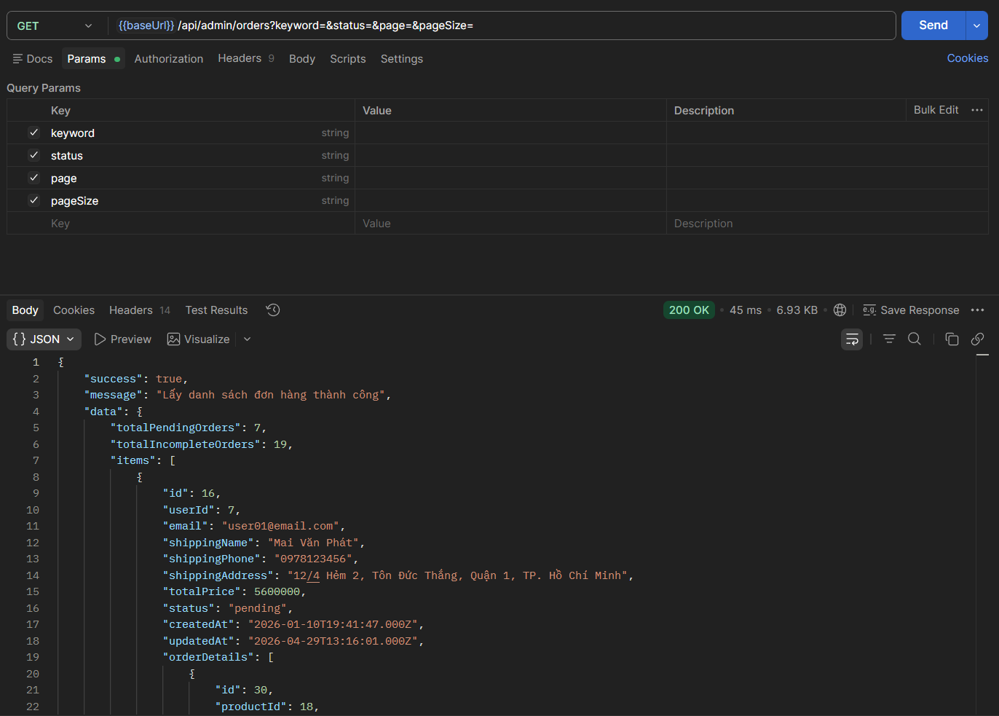 GET {{baseUrl}} /api/admin/orders?keyword=&status=&page=&pageSize= Send
Docs Params Authorization Headers 9 Body Scripts Settings Cookies
Query Params
Key Value Description Bulk Edit
keyword string
status string
page string
pageSize string
Key Value Description
Body Cookies Headers 14 Test Results 200 OK • 45 ms • 6.93 KB • e.g. Save Response
{} JSON Preview Visualize
1 {
2 "success": true,
3 "message": "Lấy danh sách đơn hàng thành công",
4 "data": {
5 "totalPendingOrders": 7,
6 "totalIncompleteOrders": 19,
7 "items": [
8 {
9 "id": 16,
10 "userId": 7,
11 "email": "user01@email.com",
12 "shippingName": "Mai Văn Phát",
13 "shippingPhone": "0978123456",
14 "shippingAddress": "12/4 Hẻm 2, Tôn Đức Thắng, Quận 1, TP. Hồ Chí Minh",
15 "totalPrice": 5600000,
16 "status": "pending",
17 "createdAt": "2026-01-10T19:41:47.000Z",
18 "updatedAt": "2026-04-29T13:16:01.000Z",
19 "orderDetails": [
20 {
21 "id": 30,
22 "productId": 18,